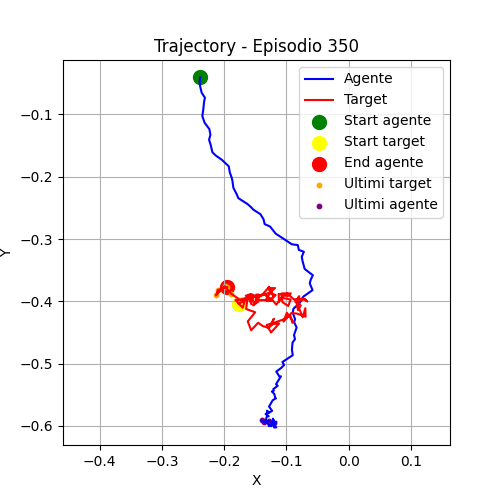 Trajectory - Episodio 350
Agente
Target
Start agente
Start target
End agente
Ultimi target
Ultimi agente
Y
−0.1
−0.2
−0.3
−0.4
−0.5
−0.6
−0.4
−0.3
−0.2
−0.1
0.0
0.1
X